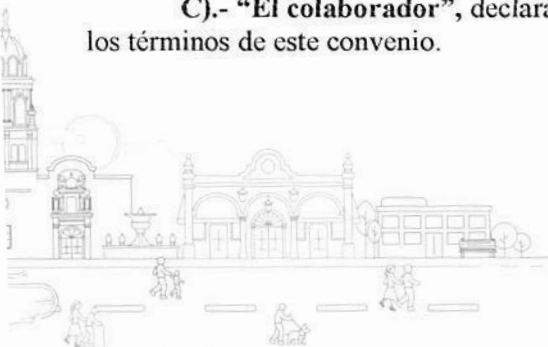 C).- “El colaborador”, declara
los términos de este convenio.